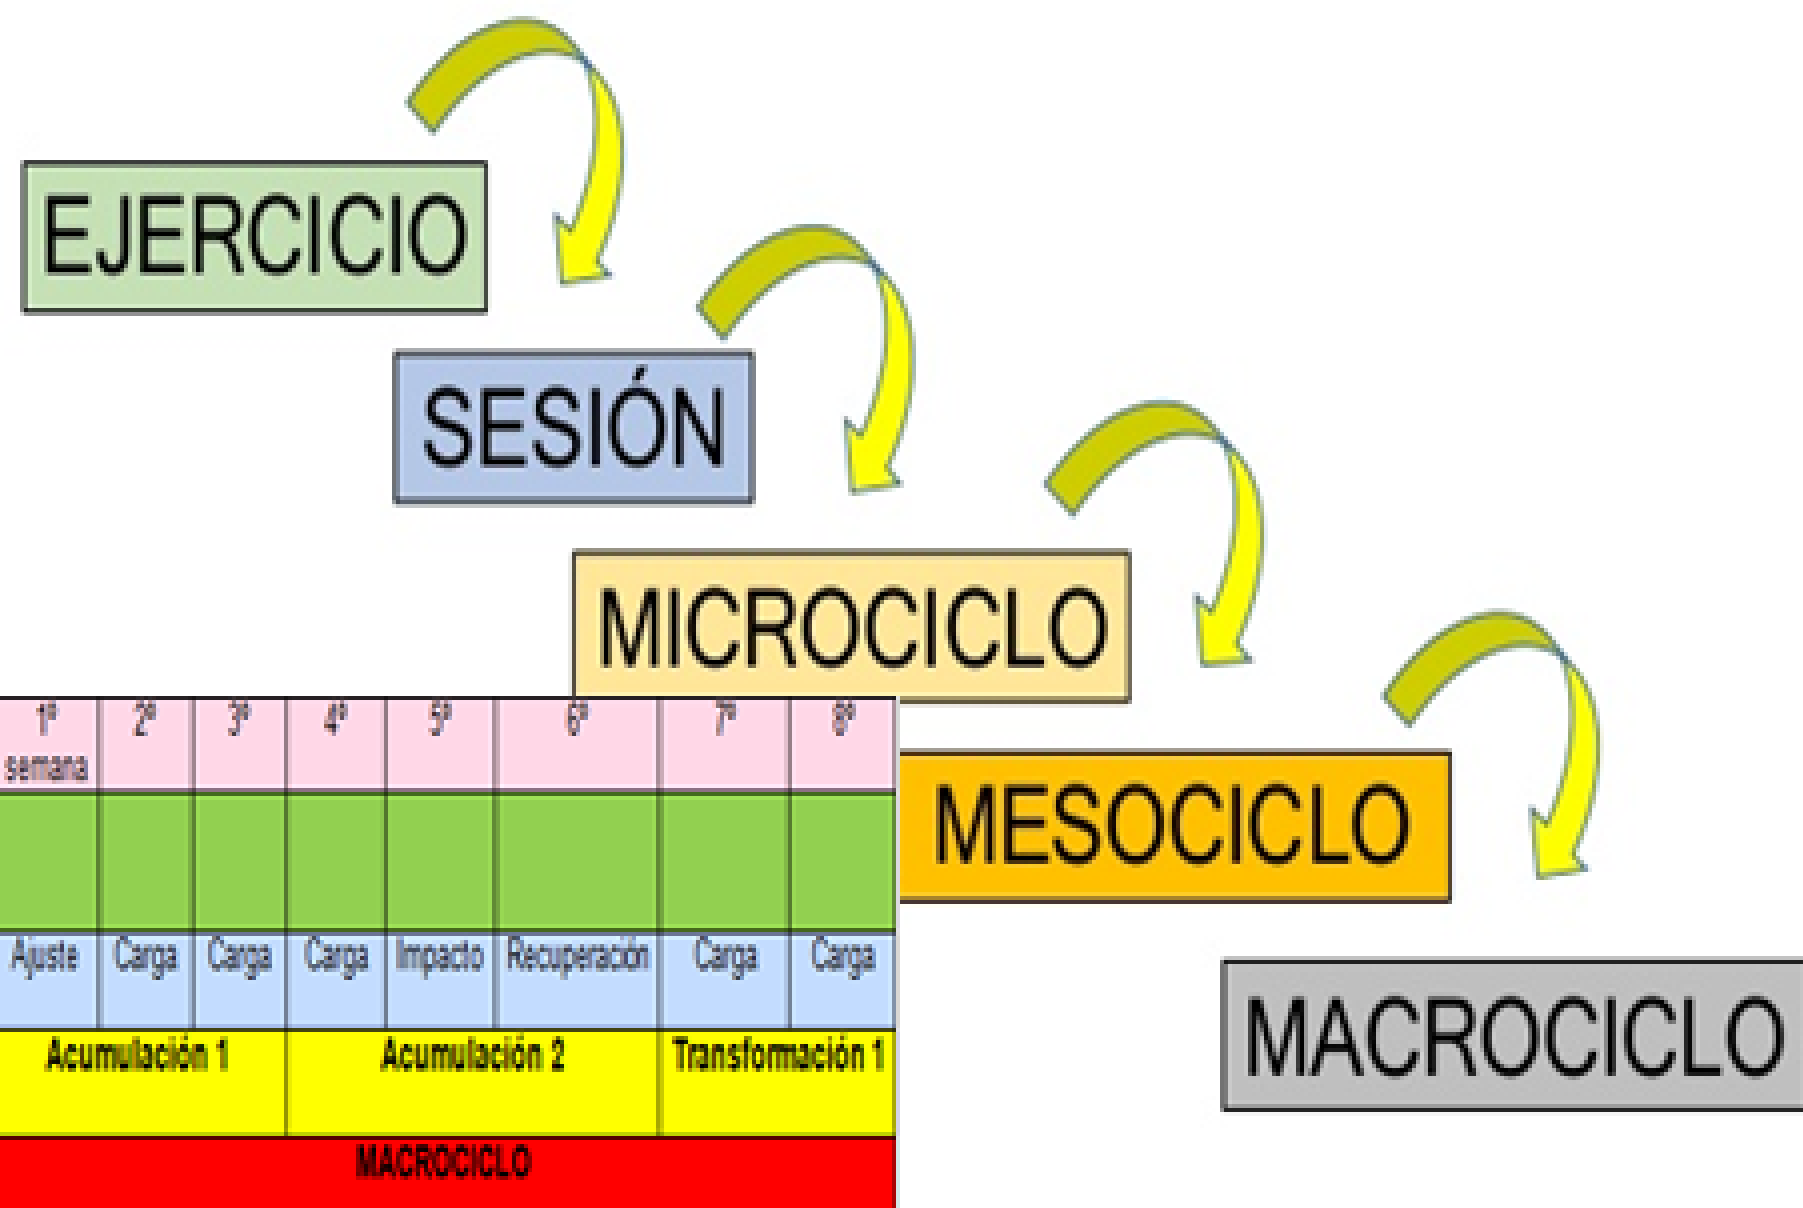 EJERCICIO
SESIÓN
MICROCICLO
1º 2º 3º 4º 5º 6º 7º 8º
semana
MESOCICLO
Ajuste Carga Carga Carga Impacto Recuperación Carga Carga
MACROCICLO
Acumulación 1 Acumulación 2 Transformación 1
MACROCICLO